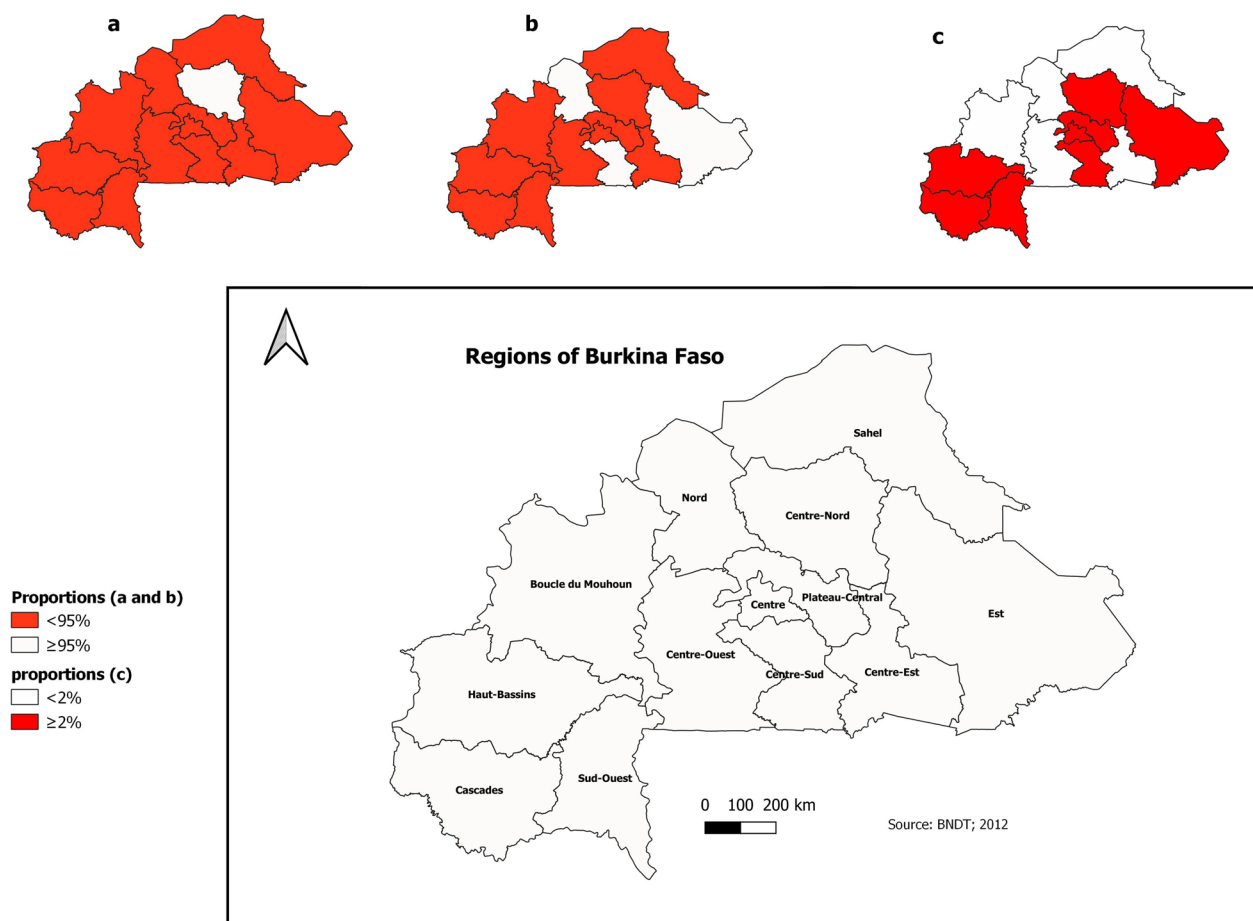 a
b
c
Regions of Burkina Faso
Sahel
Nord
Centre-Nord
Boucle du Mouhoun
Centre
Plateau-Central
Est
Centre-Ouest
Centre-Sud
Centre-Est
Haut-Bassins
Sud-Ouest
Cascades
0 100 200 km
Source: BNDT; 2012
Proportions (a and b)
<95%
≥95%
proportions (c)
<2%
≥2%